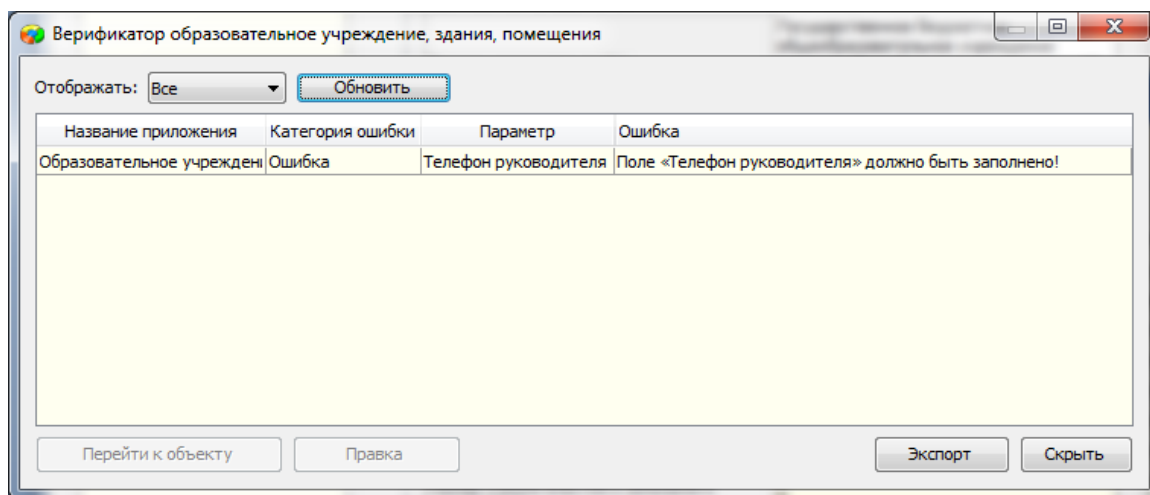 Верификатор образовательное учреждение, здания, помещения
Отображать: Все Обновить
Название приложения Категория ошибки Параметр Ошибка
Образовательное учрежден Ошибка Телефон руководителя Поле «Телефон руководителя» должно быть заполнено!
Перейти к объекту Правка Экспорт Скрыть